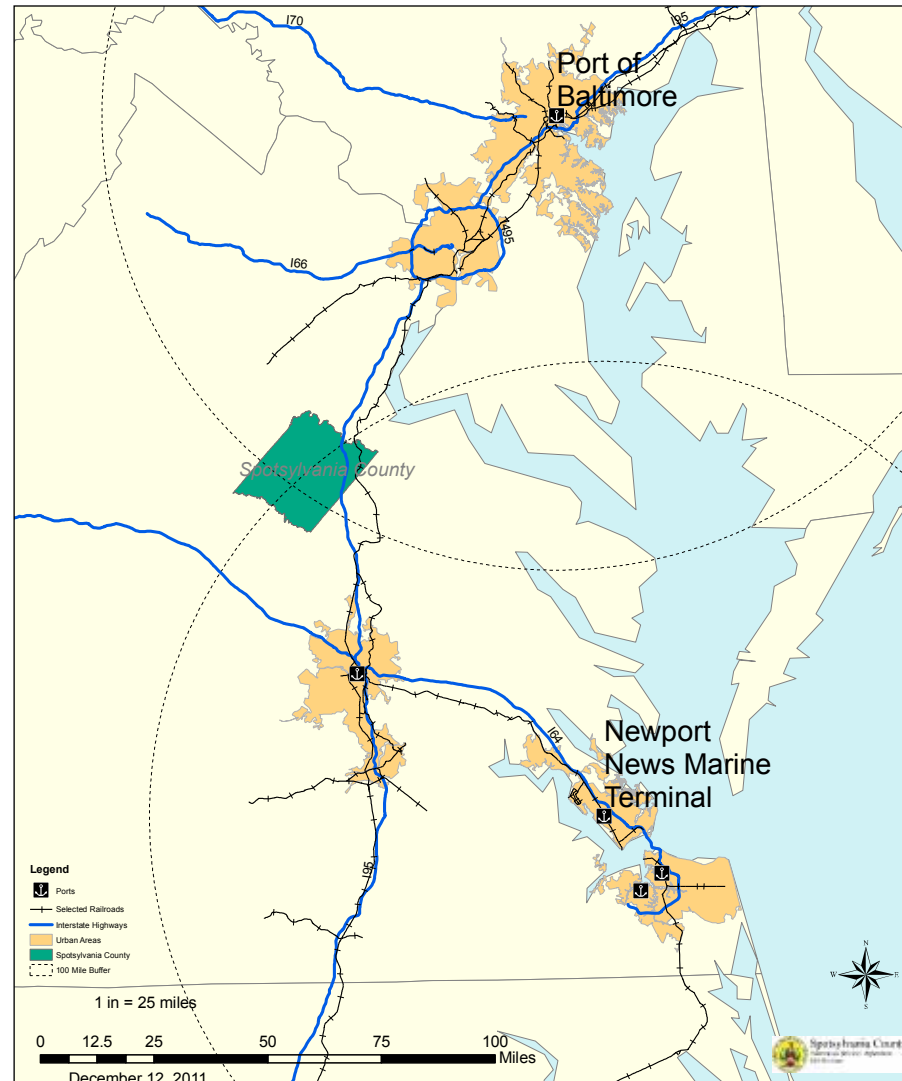 I70
I95
Port of
Baltimore
I495
I66
Spotsylvania County
I64
Newport
News Marine
Terminal
I95
Legend
Ports
Selected Railroads
Interstate Highways
Urban Areas
Spotsylvania County
100 Mile Buffer
N
W
E
S
1 in = 25 miles
0 12.5 25 50 75 100
Miles
December 12, 2011
Spotsylvania County